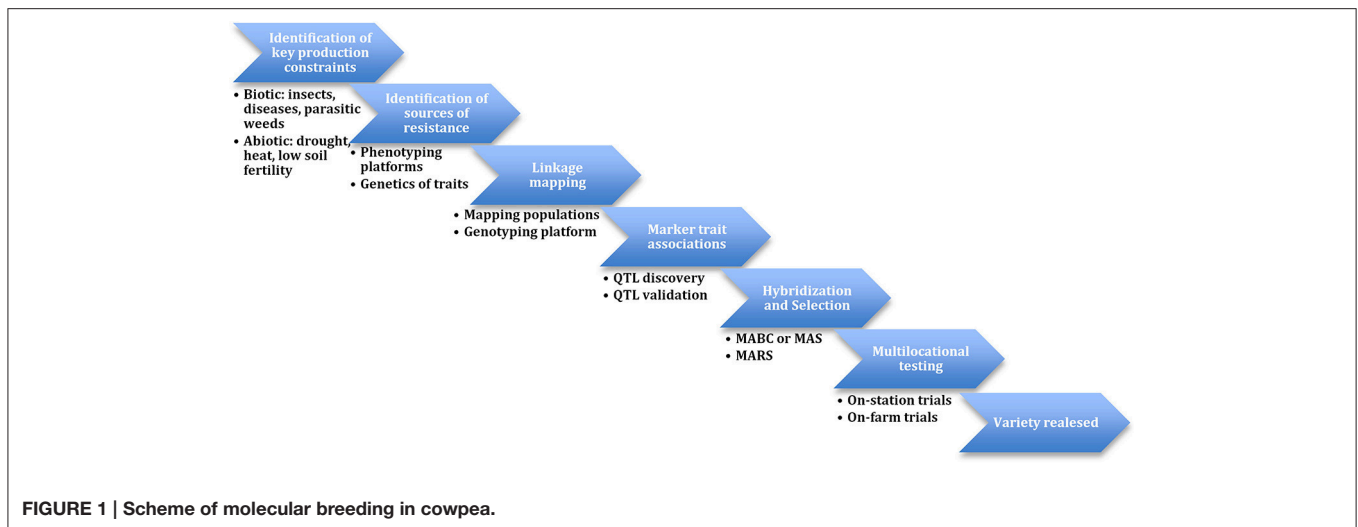 Identification of
key production
constraints
• Biotic: insects,
diseases, parasitic
weeds
• Abiotic: drought,
heat, low soil
fertility
Identification of
sources of
resistance
• Phenotyping
platforms
• Genetics of traits
Linkage
mapping
• Mapping populations
• Genotyping platform
Marker trait
associations
• QTL discovery
• QTL validation
Hybridization
and Selection
• MABC or MAS
• MARS
Multilocational
testing
• On-station trials
• On-farm trials
Variety realesed
FIGURE 1 | Scheme of molecular breeding in cowpea.